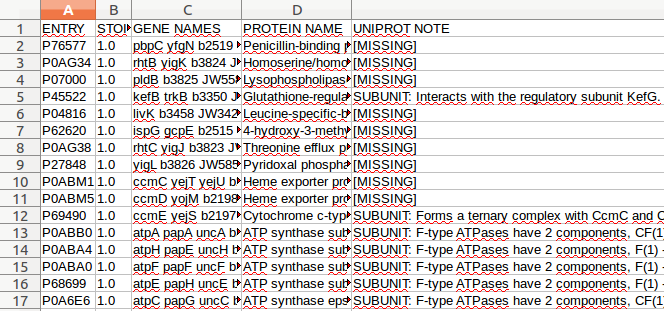 A B C D
1 ENTRY STOI GENE NAMES PROTEIN NAME UNIPROT NOTE
2 P76577 1.0 pbpC yfgN b2519 Penicillin-binding [MISSING]
3 P0AG34 1.0 rhtB yigK b3824 J Homoserine/homo [MISSING]
4 P07000 1.0 pldB b3825 JW55 Lysophospholipas [MISSING]
5 P45522 1.0 kefB trkB b3350 J Glutathione-regula SUBUNIT: Interacts with the regulatory subunit KefG.
6 P04816 1.0 livK b3458 JW342 Leucine-specific-b [MISSING]
7 P62620 1.0 ispG gcpE b2515 4-hydroxy-3-meth [MISSING]
8 P0AG38 1.0 rhtC yigJ b3823 J Threonine efflux p [MISSING]
9 P27848 1.0 yigL b3826 JW585 Pyridoxal phospha [MISSING]
10 P0ABM1 1.0 ccmC yejT yejU b Heme exporter pro [MISSING]
11 P0ABM5 1.0 ccmD yojM b2198 Heme exporter pro [MISSING]
12 P69490 1.0 ccmE yejS b2197 Cytochrome c-typ SUBUNIT: Forms a ternary complex with CcmC and C
13 P0ABB0 1.0 atpA papA uncA b ATP synthase sub SUBUNIT: F-type ATPases have 2 components, CF(1)
14 P0ABA4 1.0 atpH papE uncH b ATP synthase sub SUBUNIT: F-type ATPases have 2 components, F(1) -
15 P0ABA0 1.0 atpF papF uncF b ATP synthase sub SUBUNIT: F-type ATPases have 2 components, F(1) -
16 P68699 1.0 atpE papH uncE b ATP synthase sub SUBUNIT: F-type ATPases have 2 components, F(1) -
17 P0A6E6 1.0 atpC papG uncC b ATP synthase eps SUBUNIT: F-type ATPases have 2 components, CF(1)